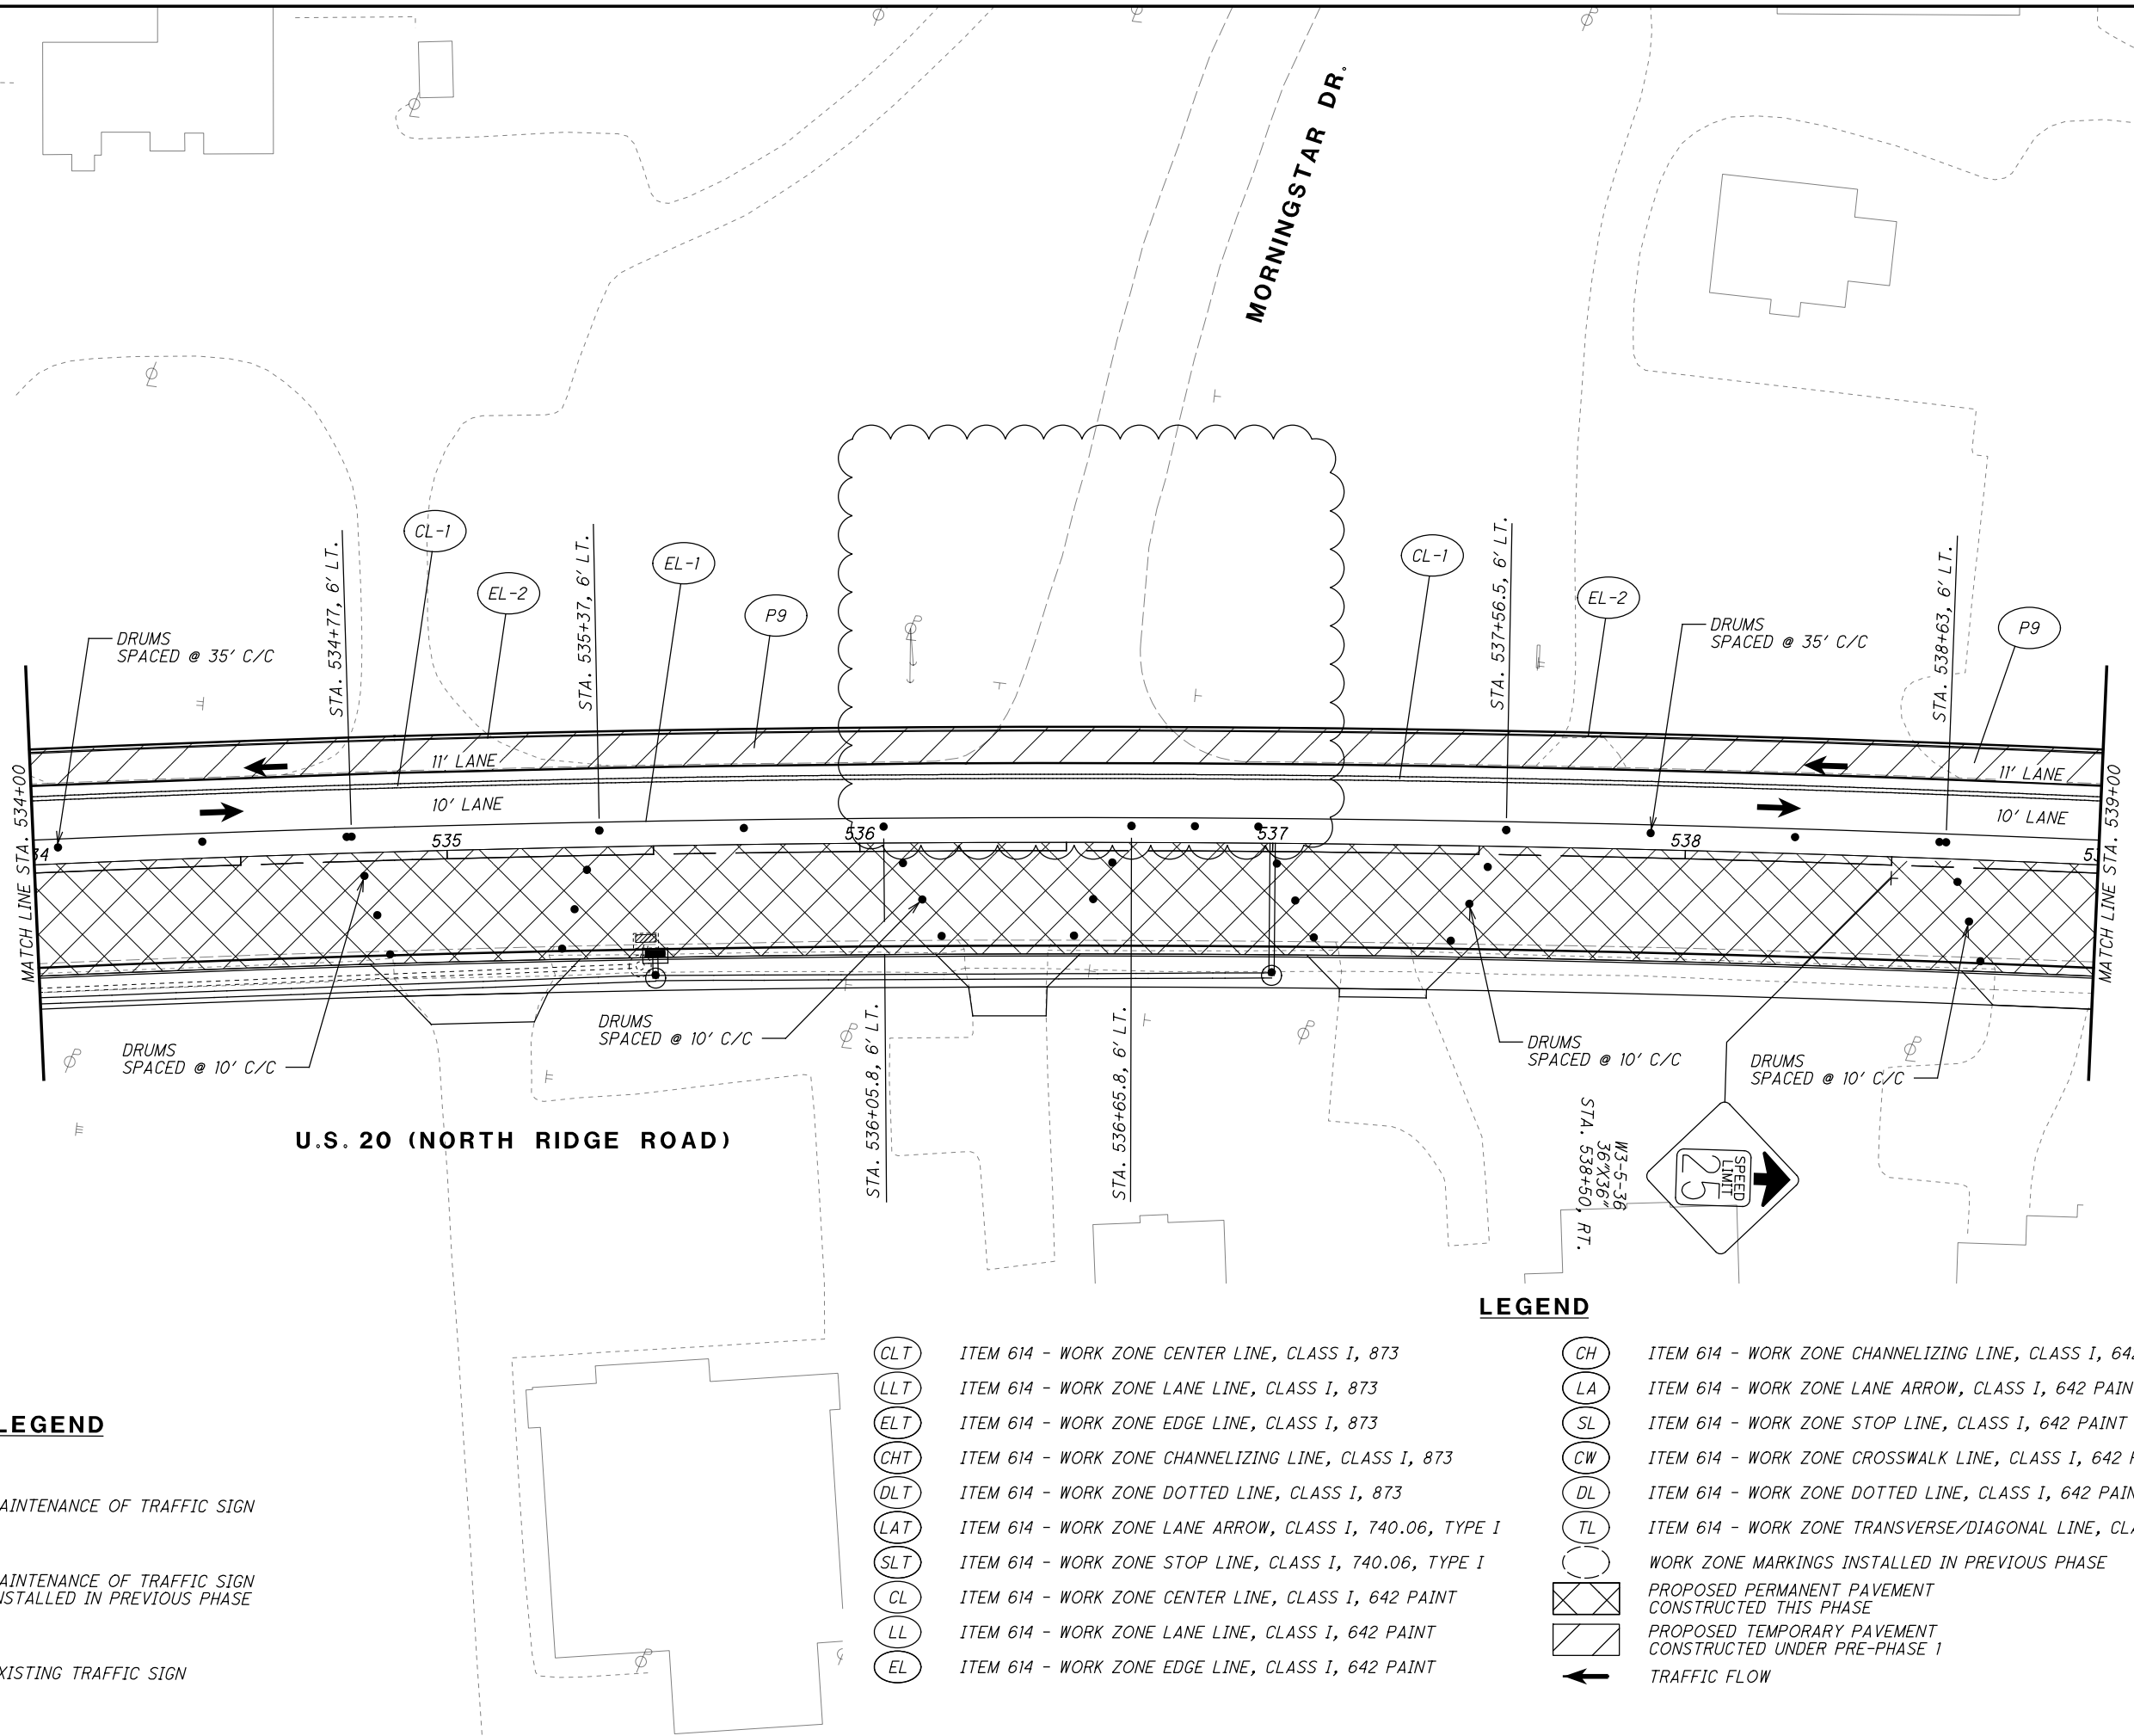 MORNINGSTAR DR.
CL-1
EL-2
EL-1
P9
CL-1
EL-2
P9
STA. 534+77, 6' LT.
STA. 535+37, 6' LT.
STA. 537+56.5, 6' LT.
STA. 538+63, 6' LT.
DRUMS
SPACED @ 35' C/C
DRUMS
SPACED @ 35' C/C
MATCH LINE STA. 534+00
MATCH LINE STA. 539+00
11' LANE
10' LANE
11' LANE
10' LANE
34
535
536
537
538
53
DRUMS
SPACED @ 10' C/C
DRUMS
SPACED @ 10' C/C
DRUMS
SPACED @ 10' C/C
DRUMS
SPACED @ 10' C/C
STA. 536+05.8, 6' LT.
STA. 536+65.8, 6' LT.
U.S. 20 (NORTH RIDGE ROAD)
W3-5-36
36"X36"
STA. 538+50, RT.
SPEED
LIMIT
25
LEGEND
AINTENANCE OF TRAFFIC SIGN
AINTENANCE OF TRAFFIC SIGN
NSTALLED IN PREVIOUS PHASE
XISTING TRAFFIC SIGN
LEGEND
CLT ITEM 614 - WORK ZONE CENTER LINE, CLASS I, 873
LLT ITEM 614 - WORK ZONE LANE LINE, CLASS I, 873
ELT ITEM 614 - WORK ZONE EDGE LINE, CLASS I, 873
CHT ITEM 614 - WORK ZONE CHANNELIZING LINE, CLASS I, 873
DLT ITEM 614 - WORK ZONE DOTTED LINE, CLASS I, 873
LAT ITEM 614 - WORK ZONE LANE ARROW, CLASS I, 740.06, TYPE I
SLT ITEM 614 - WORK ZONE STOP LINE, CLASS I, 740.06, TYPE I
CL ITEM 614 - WORK ZONE CENTER LINE, CLASS I, 642 PAINT
LL ITEM 614 - WORK ZONE LANE LINE, CLASS I, 642 PAINT
EL ITEM 614 - WORK ZONE EDGE LINE, CLASS I, 642 PAINT
CH ITEM 614 - WORK ZONE CHANNELIZING LINE, CLASS I, 642
LA ITEM 614 - WORK ZONE LANE ARROW, CLASS I, 642 PAIN
SL ITEM 614 - WORK ZONE STOP LINE, CLASS I, 642 PAINT
CW ITEM 614 - WORK ZONE CROSSWALK LINE, CLASS I, 642 P
DL ITEM 614 - WORK ZONE DOTTED LINE, CLASS I, 642 PAIN
TL ITEM 614 - WORK ZONE TRANSVERSE/DIAGONAL LINE, CLA
WORK ZONE MARKINGS INSTALLED IN PREVIOUS PHASE
PROPOSED PERMANENT PAVEMENT
CONSTRUCTED THIS PHASE
PROPOSED TEMPORARY PAVEMENT
CONSTRUCTED UNDER PRE-PHASE 1
TRAFFIC FLOW